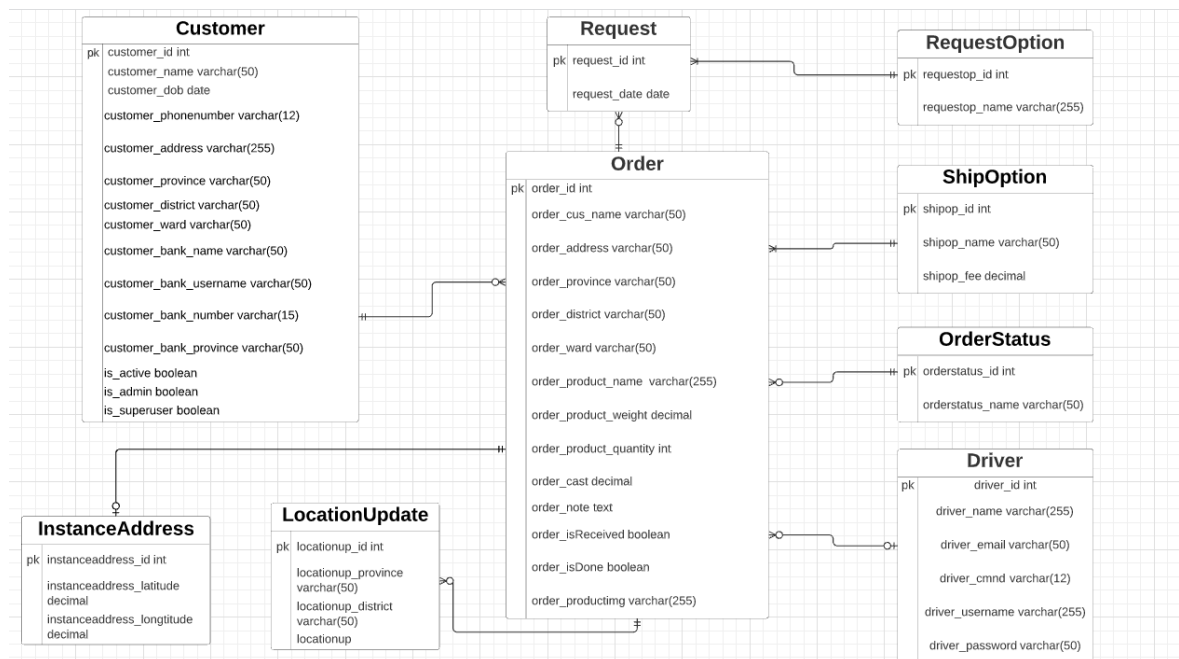 Customer
pk customer_id int
customer_name varchar(50)
customer_dob date
customer_phonenumber varchar(12)
customer_address varchar(255)
customer_province varchar(50)
customer_district varchar(50)
customer_ward varchar(50)
customer_bank_name varchar(50)
customer_bank_username varchar(50)
customer_bank_number varchar(15)
customer_bank_province varchar(50)
is_active boolean
is_admin boolean
is_superuser boolean
Request
pk request_id int
request_date date
RequestOption
pk requestop_id int
requestop_name varchar(255)
Order
pk order_id int
order_cus_name varchar(50)
order_address varchar(50)
order_province varchar(50)
order_district varchar(50)
order_ward varchar(50)
order_product_name varchar(255)
order_product_weight decimal
order_product_quantity int
order_cast decimal
order_note text
order_isReceived boolean
order_isDone boolean
order_productimg varchar(255)
ShipOption
pk shipop_id int
shipop_name varchar(50)
shipop_fee decimal
OrderStatus
pk orderstatus_id int
orderstatus_name varchar(50)
Driver
pk driver_id int
driver_name varchar(255)
driver_email varchar(50)
driver_cmnd varchar(12)
driver_username varchar(255)
driver_password varchar(50)
InstanceAddress
pk instanceaddress_id int
instanceaddress_latitude
decimal
instanceaddress_longtitude
decimal
LocationUpdate
pk locationup_id int
locationup_province
varchar(50)
locationup_district
varchar(50)
locationup